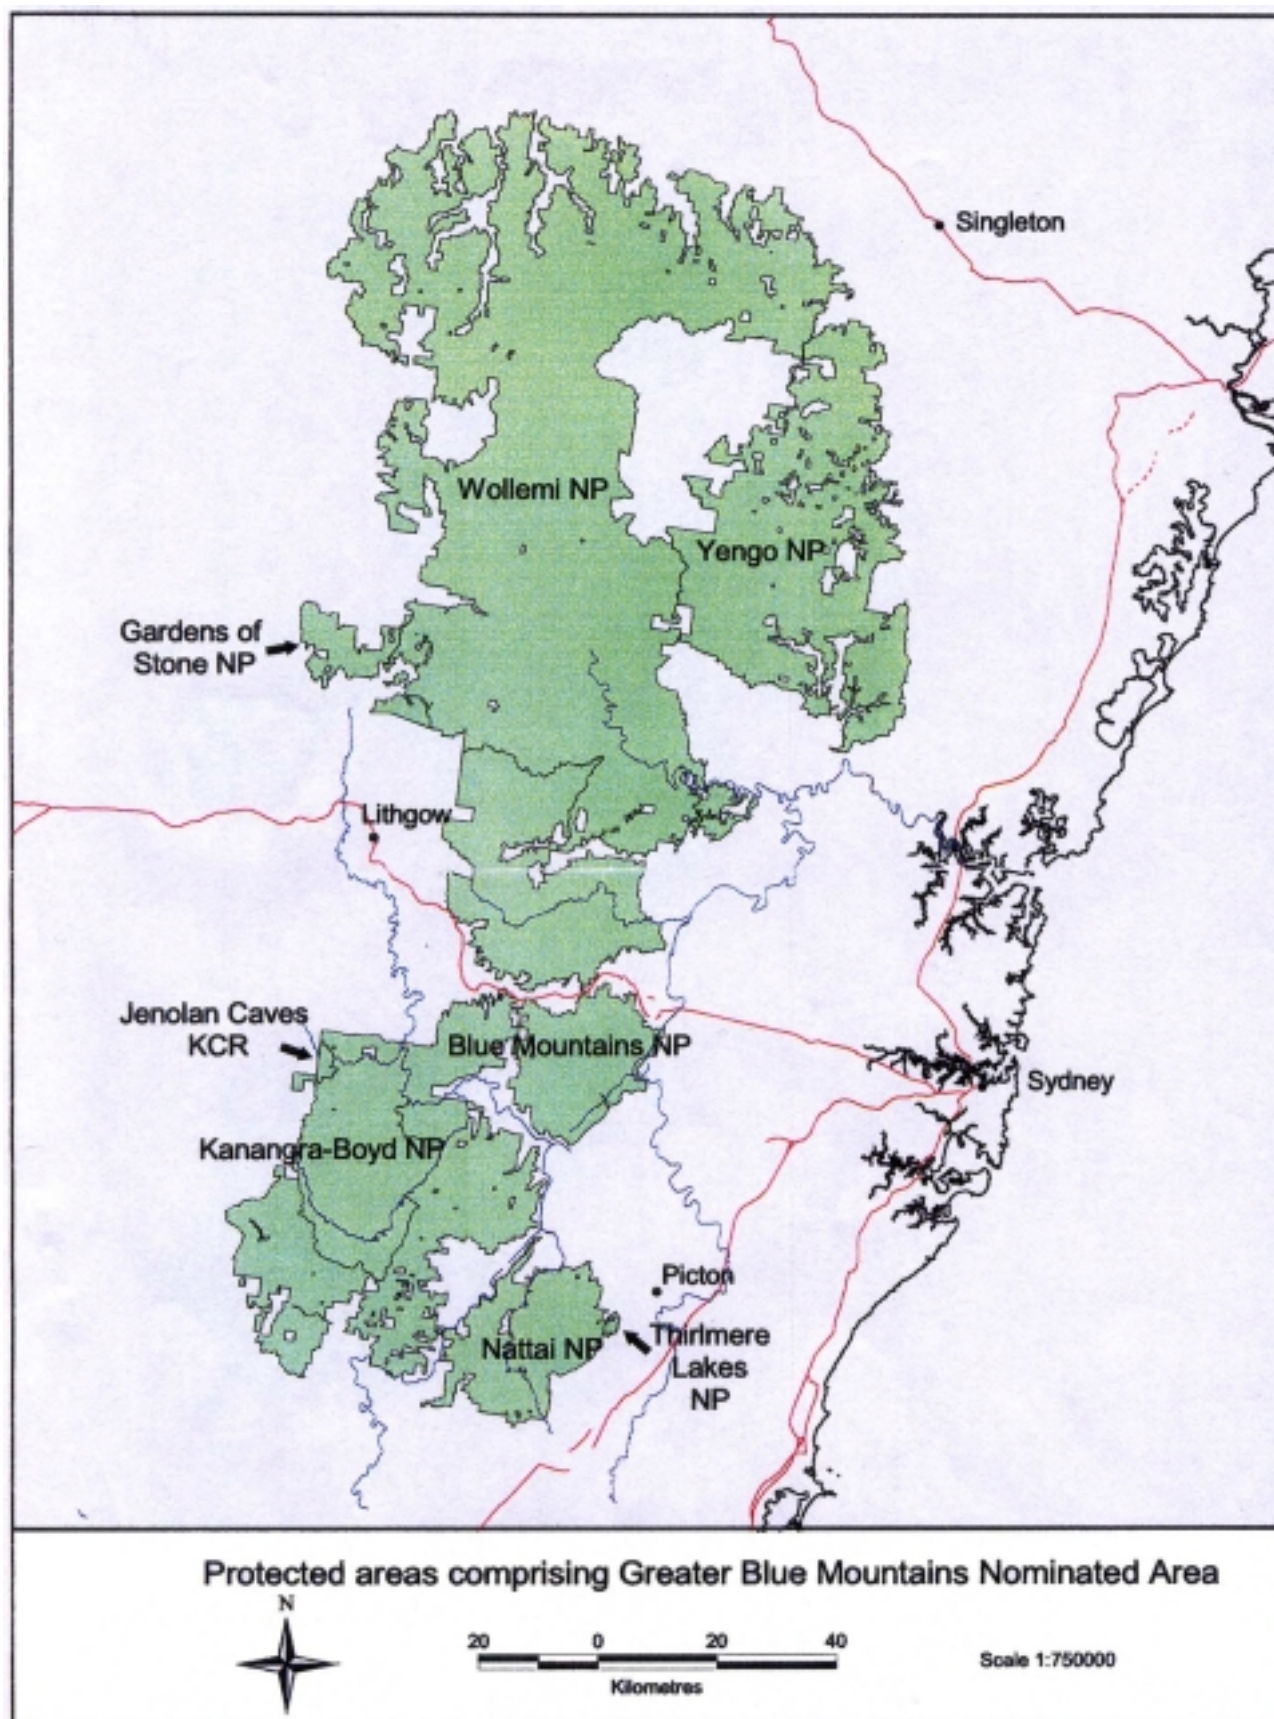 Singleton
Wollemi NP
Yengo NP
Gardens of
Stone NP
Lithgow
Jenolan Caves
KCR
Blue Mountains NP
Sydney
Kanangra-Boyd NP
Picton
Nattai NP
Thirlmere
Lakes
NP
Protected areas comprising Greater Blue Mountains Nominated Area
N
20 0 20 40
Kilometres
Scale 1:750000